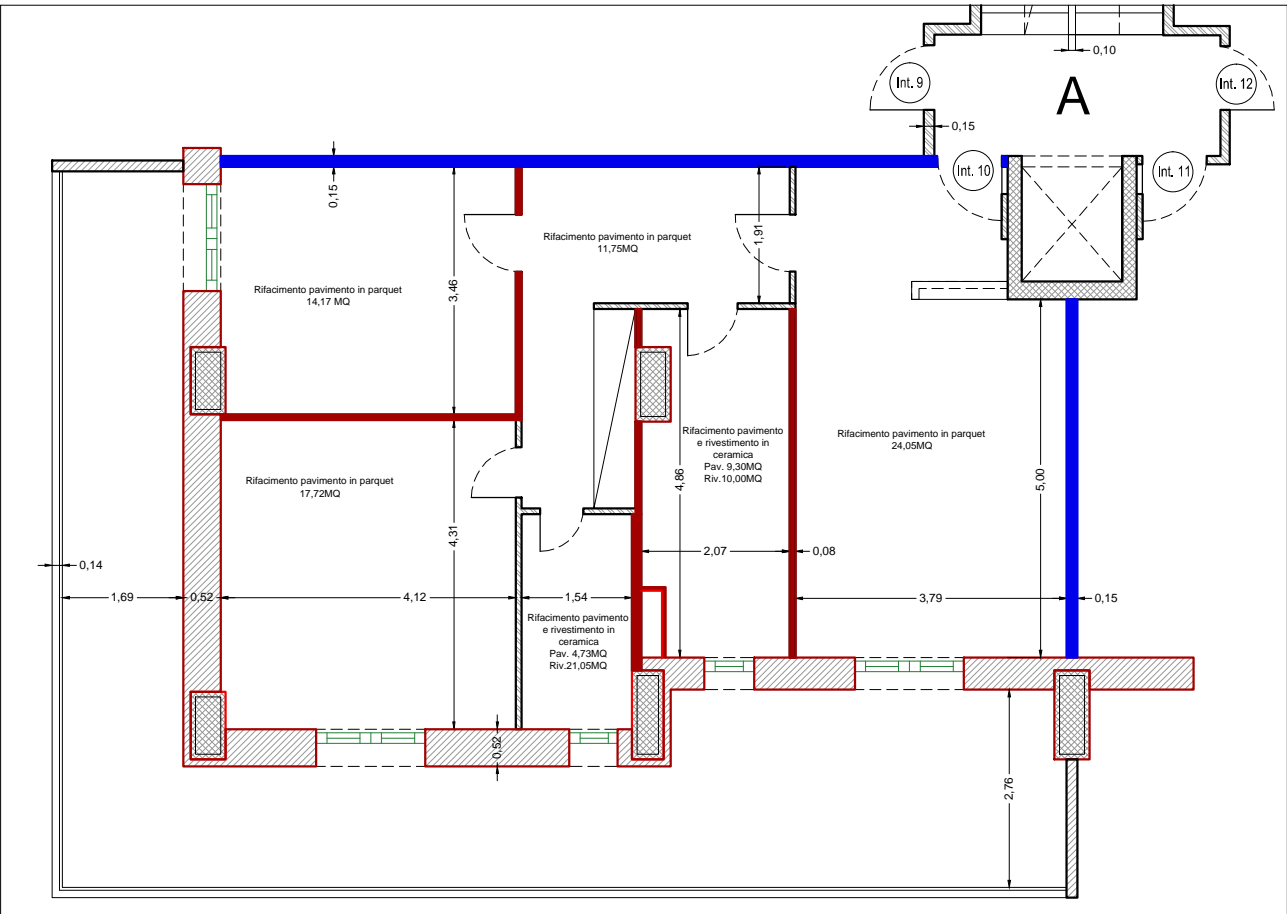 0,10
Int. 9
Int. 12
A
0,15
Int. 10
Int. 11
0,15
1,91
Rifacimento pavimento in parquet
11,75MQ
Rifacimento pavimento in parquet
14,17 MQ
3,46
Rifacimento pavimento
e rivestimento in
ceramica
Pav. 9,30MQ
Riv.10,00MQ
Rifacimento pavimento in parquet
24,05MQ
Rifacimento pavimento in parquet
17,72MQ
4,86
5,00
4,31
2,07
0,08
0,14
1,69
0,52
4,12
1,54
3,79
0,15
Rifacimento pavimento
e rivestimento in
ceramica
Pav. 4,73MQ
Riv.21,05MQ
0,52
2,76